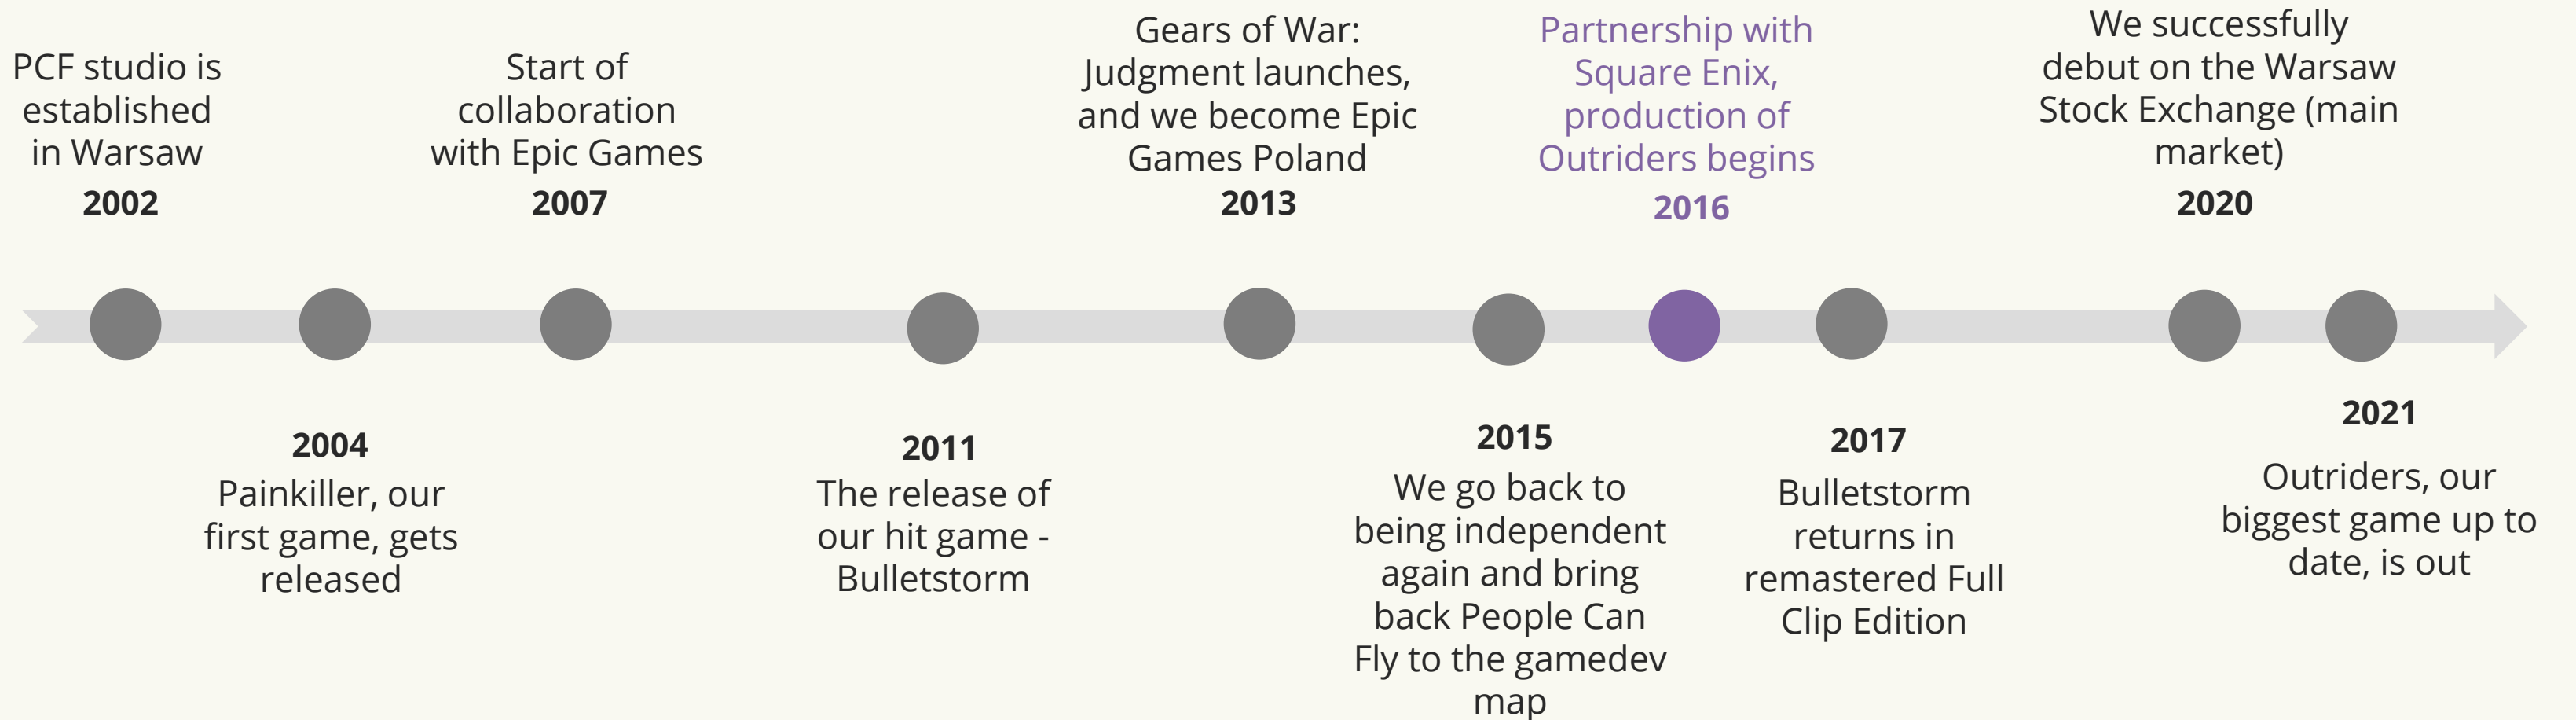 PCF studio is
established
in Warsaw
2002
Start of
collaboration
with Epic Games
2007
Gears of War:
Judgment launches,
and we become Epic
Games Poland
2013
Partnership with
Square Enix,
production of
Outriders begins
2016
We successfully
debut on the Warsaw
Stock Exchange (main
market)
2020
2004
Painkiller, our
first game, gets
released
2011
The release of
our hit game -
Bulletstorm
2015
We go back to
being independent
again and bring
back People Can
Fly to the gamedev
map
2017
Bulletstorm
returns in
remastered Full
Clip Edition
2021
Outriders, our
biggest game up to
date, is out